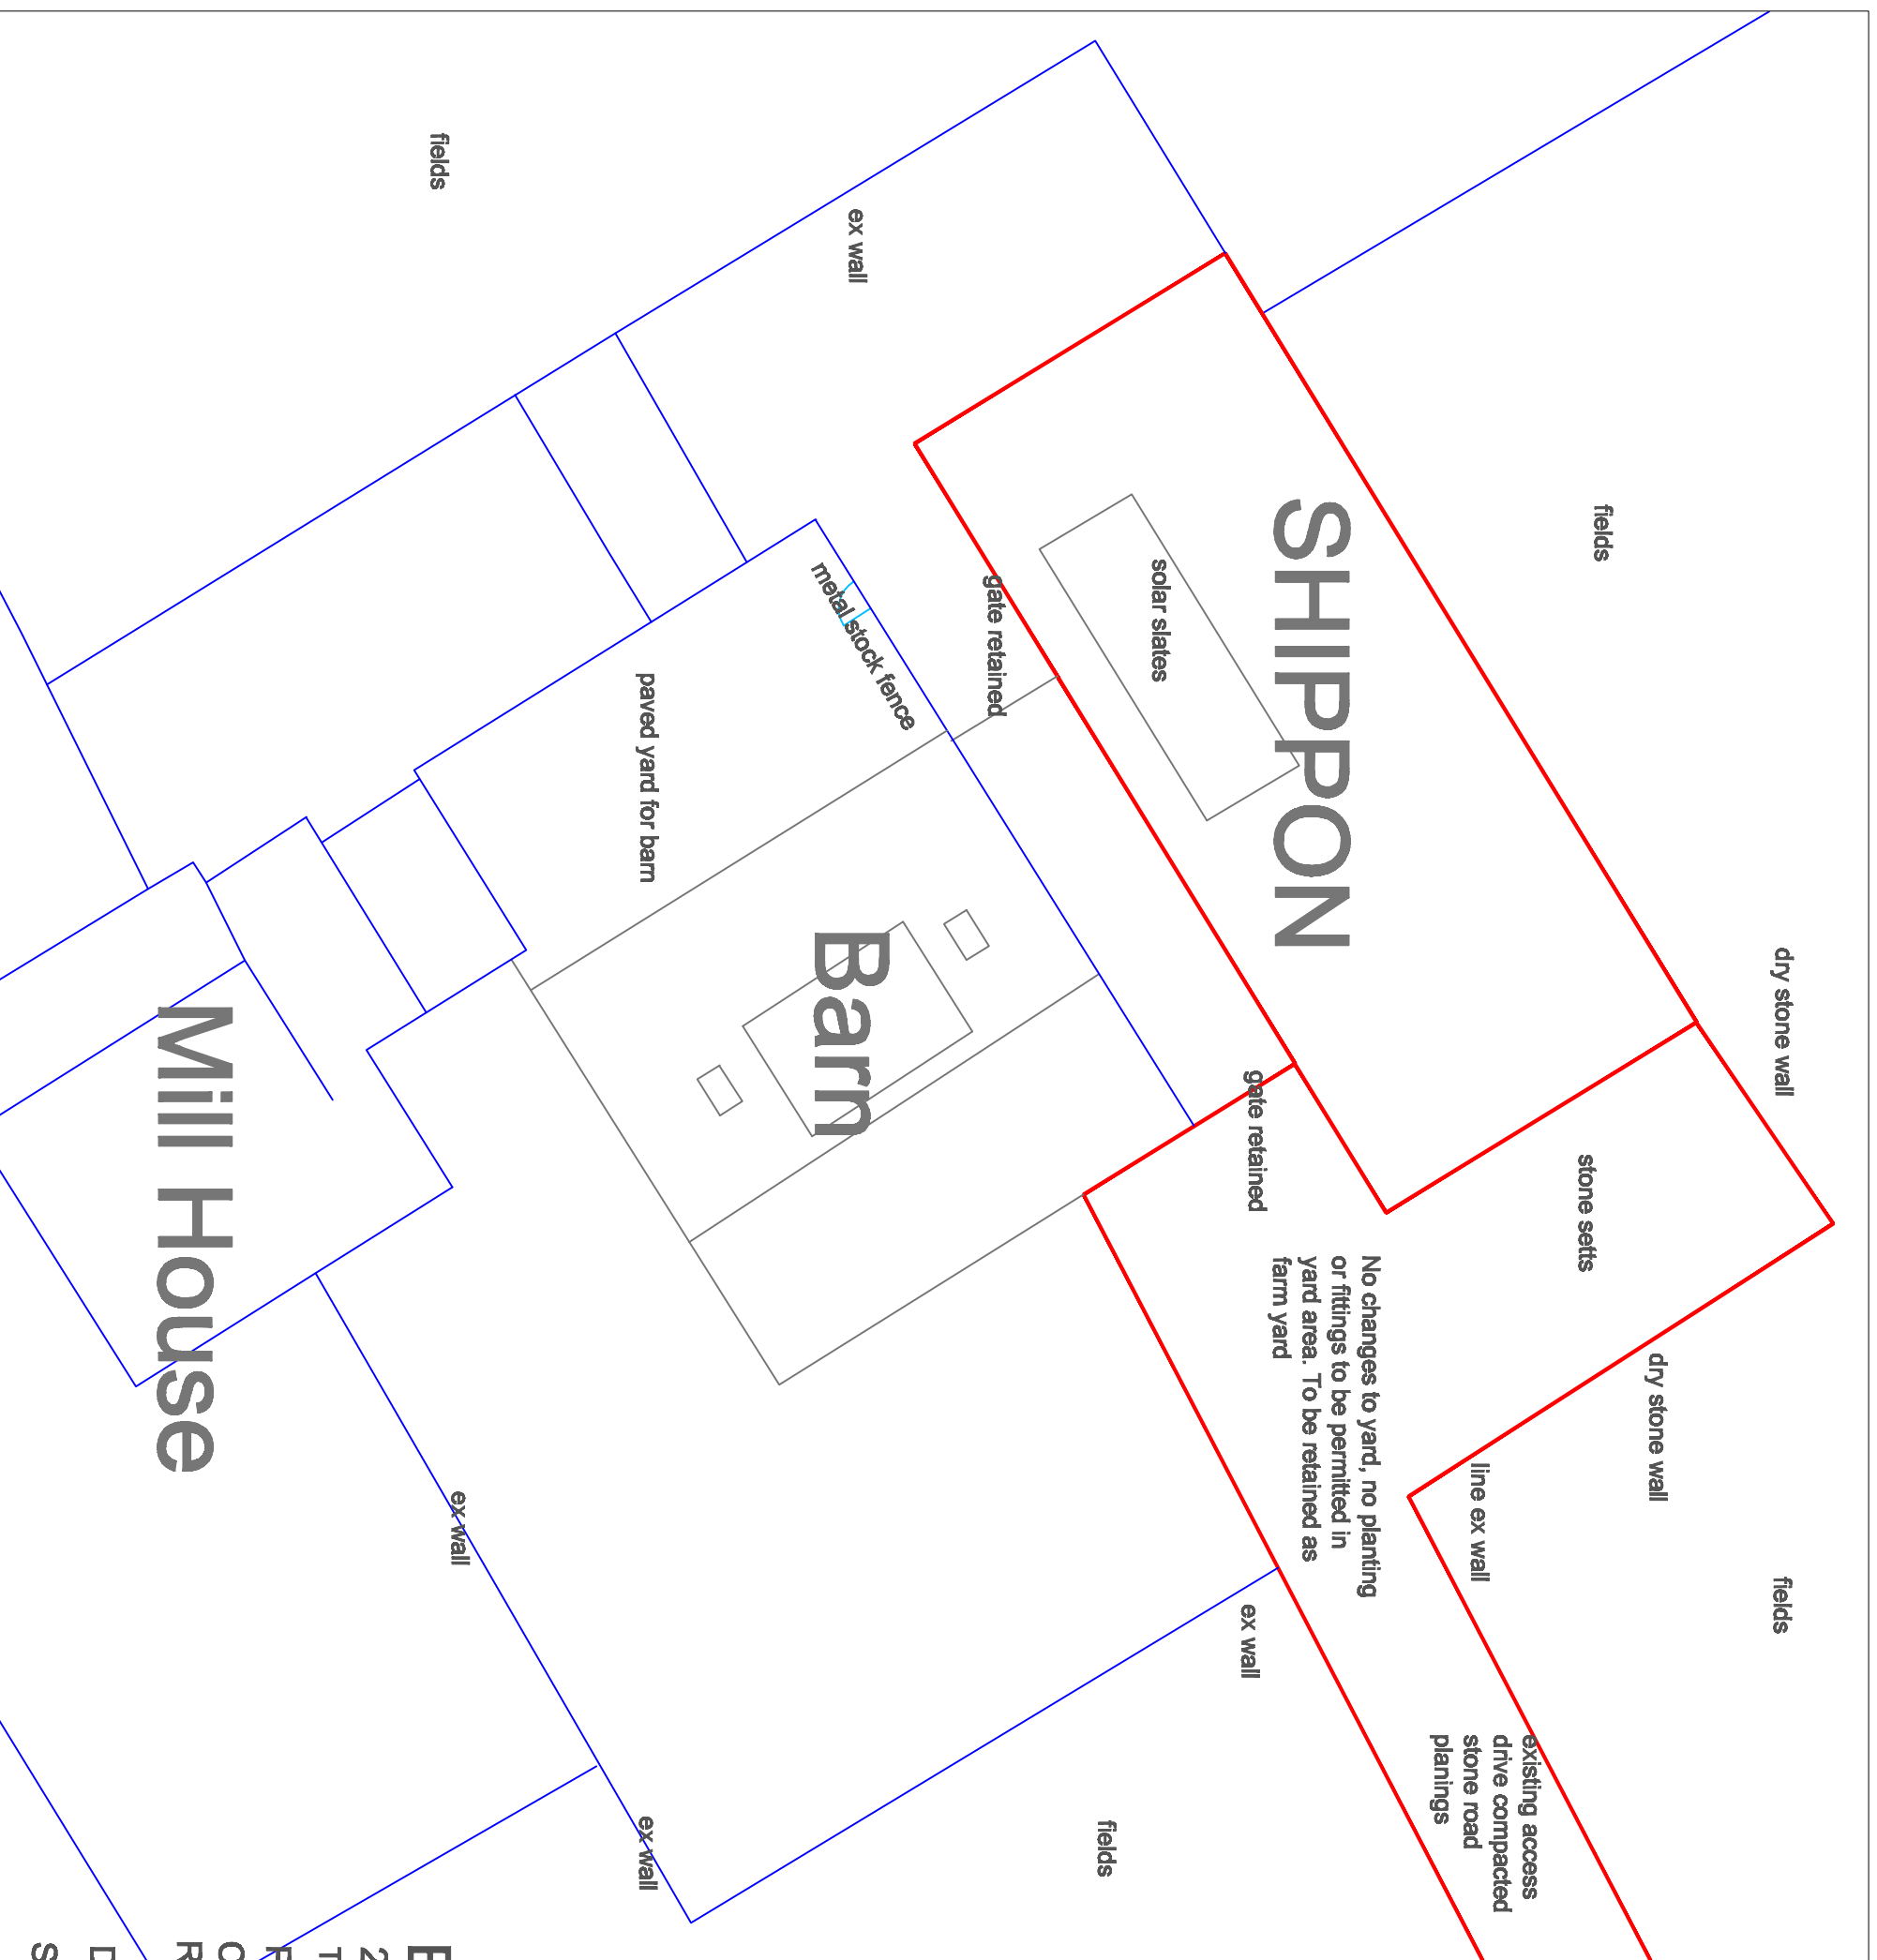 dry stone wall
fields
fields
dry stone wall
stone setts
line ex wall
existing access
drive compacted
stone road
planings
SHIPPON
No changes to yard, no planting
or fittings to be permitted in
yard area. To be retained as
farm yard
gate retained
ex wall
solar slates
gate retained
fields
ex wall
metal stock fence
Barn
paved yard for barn
ex wall
fields
ex wall
Mill House